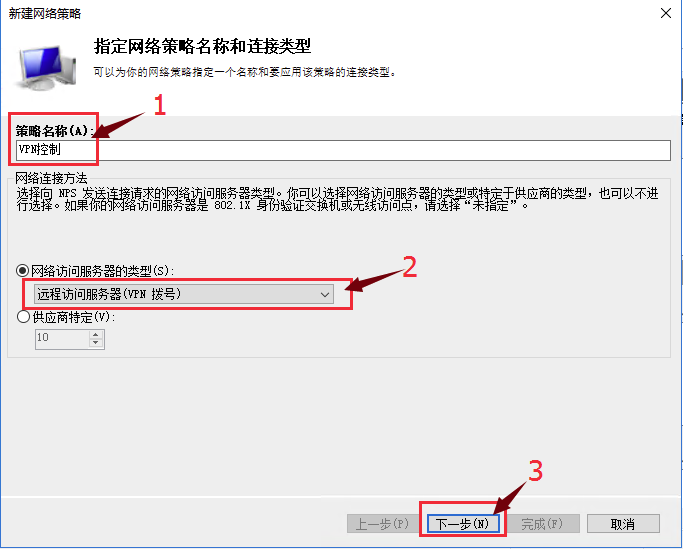 新建网络策略
指定网络策略名称和连接类型
可以为你的网络策略指定一个名称和要应用该策略的连接类型。
1
策略名称(A):
VPN控制
网络连接方法
选择向 NPS 发送连接请求的网络访问服务器类型。你可以选择网络访问服务器的类型或特定于供应商的类型，也可以不进
行选择。如果你的网络访问服务器是 802.1X 身份验证交换机或无线访问点，请选择“未指定”。
网络访问服务器的类型(S):
2
远程访问服务器(VPN 拨号)
供应商特定(V):
10
3
上一步(P)
下一步(N)
完成(F)
取消